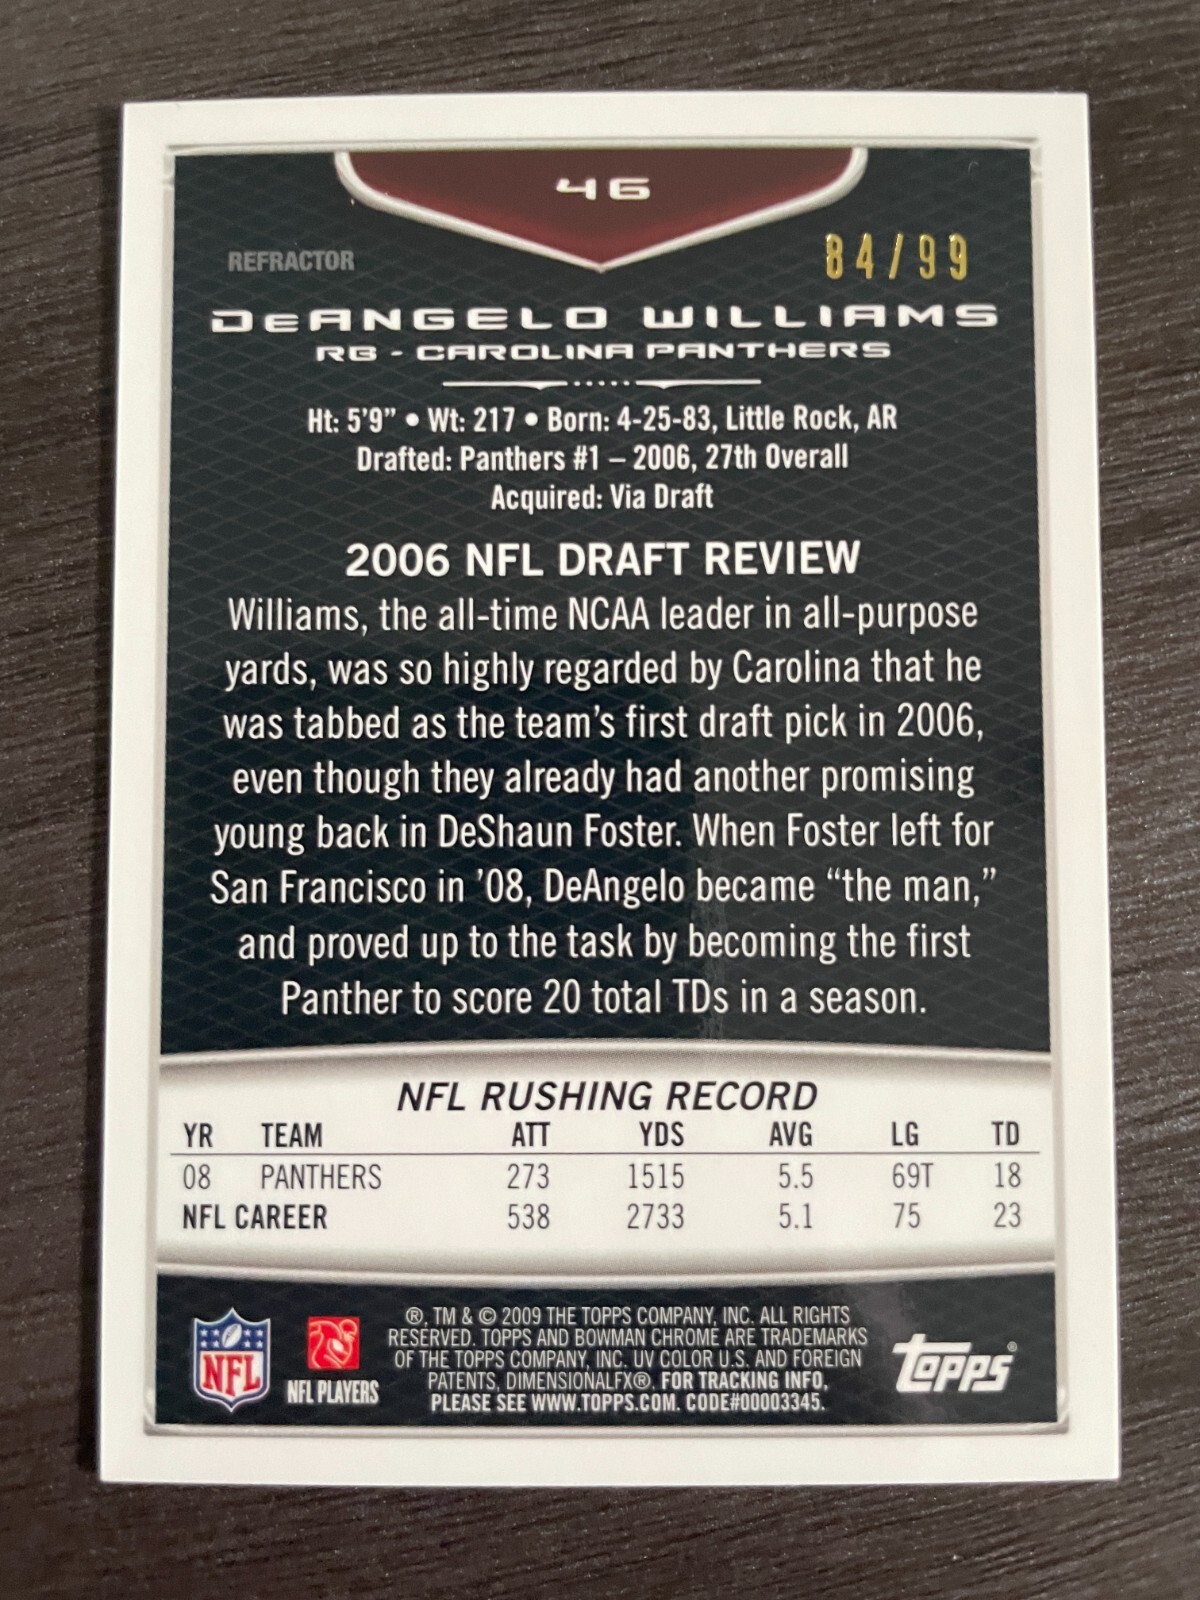 46
REFRACTOR
84/99
DeANGELO WILLIAMS
RB - CAROLINA PANTHERS
Ht: 5'9” • Wt: 217 • Born: 4-25-83, Little Rock, AR
Drafted: Panthers #1 – 2006, 27th Overall
Acquired: Via Draft
2006 NFL DRAFT REVIEW
Williams, the all-time NCAA leader in all-purpose
yards, was so highly regarded by Carolina that he
was tabbed as the team's first draft pick in 2006,
even though they already had another promising
young back in DeShaun Foster. When Foster left for
San Francisco in '08, DeAngelo became “the man,”
and proved up to the task by becoming the first
Panther to score 20 total TDs in a season.
NFL RUSHING RECORD
YR TEAM ATT YDS AVG LG TD
08 PANTHERS 273 1515 5.5 69T 18
NFL CAREER 538 2733 5.1 75 23
®, TM & © 2009 THE TOPPS COMPANY, INC. ALL RIGHTS
RESERVED. TOPPS AND BOWMAN CHROME ARE TRADEMARKS
OF THE TOPPS COMPANY, INC. UV COLOR U.S. AND FOREIGN
PATENTS, DIMENSIONALFX®. FOR TRACKING INFO,
PLEASE SEE WWW.TOPPS.COM. CODE#00003345.
NFL
NFL PLAYERS
topps®